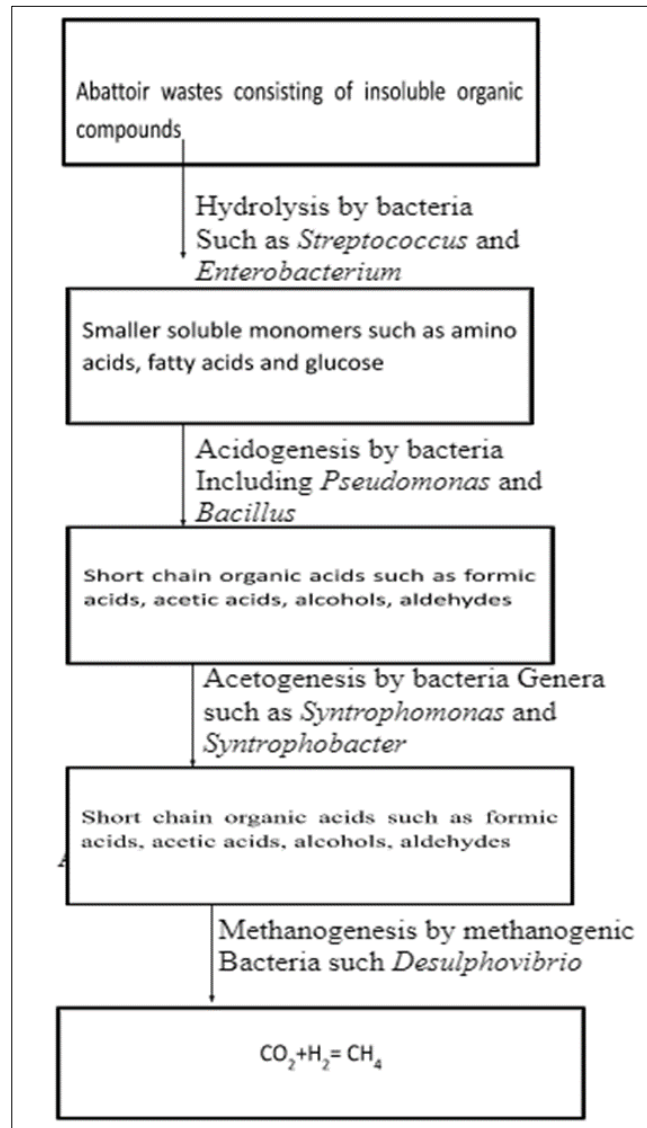 Abattoir wastes consisting of insoluble organic
compounds
Hydrolysis by bacteria
Such as Streptococcus and
Enterobacterium
Smaller soluble monomers such as amino
acids, fatty acids and glucose
Acidogenesis by bacteria
Including Pseudomonas and
Bacillus
Short chain organic acids such as formic
acids, acetic acids, alcohols, aldehydes
Acetogenesis by bacteria Genera
such as Syntrophomonas and
Syntrophobacter
Short chain organic acids such as formic
acids, acetic acids, alcohols, aldehydes
Methanogenesis by methanogenic
Bacteria such Desulphovibrio
CO₂+H₂= CH₄